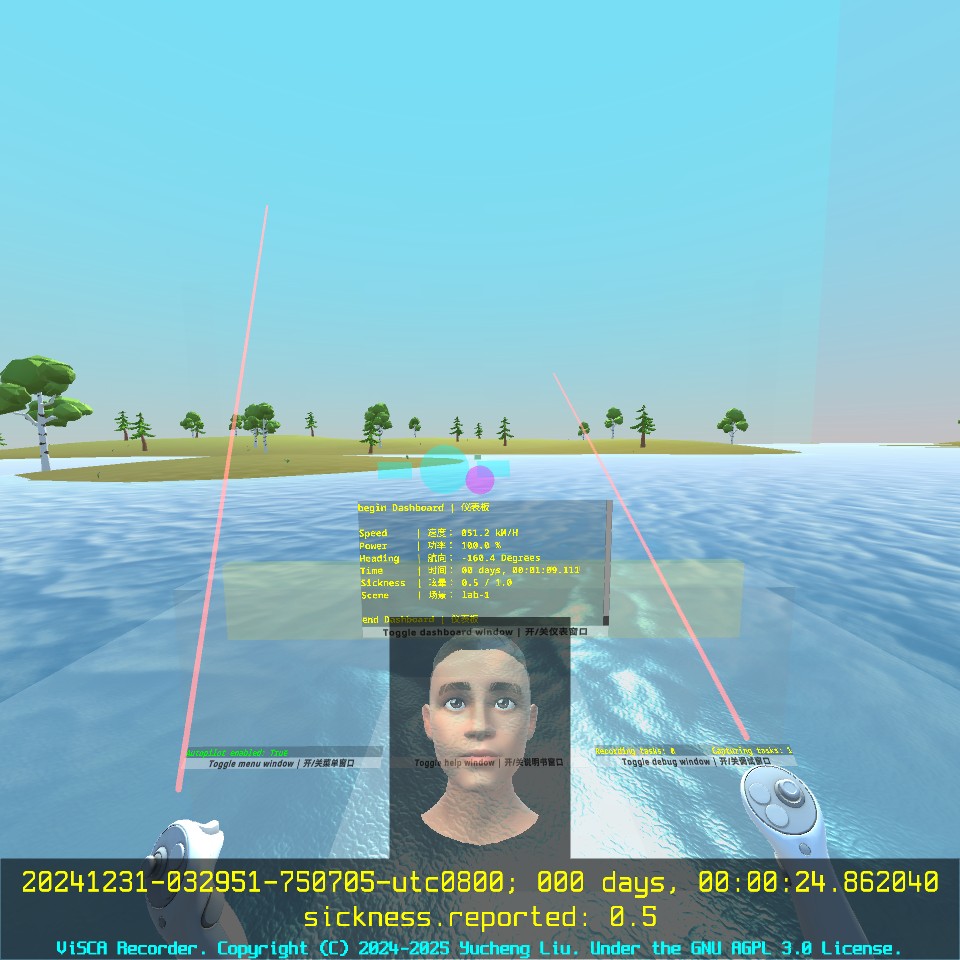 begin Dashboard | 仪表板
Speed | 速度： 051.2 kM/H
Power | 功率： 100.0 %
Heading | 航向： -160.4 Degrees
Time | 时间： 00 days, 00:01:09.111
Sickness | 眩晕： 0.5 / 1.0
Scene | 场景： lab-1
end Dashboard | 仪表板
Toggle dashboard window | 开/关仪表窗口
Autopilot enabled: True
Toggle menu window | 开/关菜单窗口
Toggle help window | 开/关说明书窗口
Recording tasks: 0 Capturing tasks: 1
Toggle debug window | 开/关调试窗口
20241231-032951-750705-utc0800; 000 days, 00:00:24.862040
sickness.reported: 0.5
ViSCA Recorder. Copyright (C) 2024-2025 Yucheng Liu. Under the GNU AGPL 3.0 License.